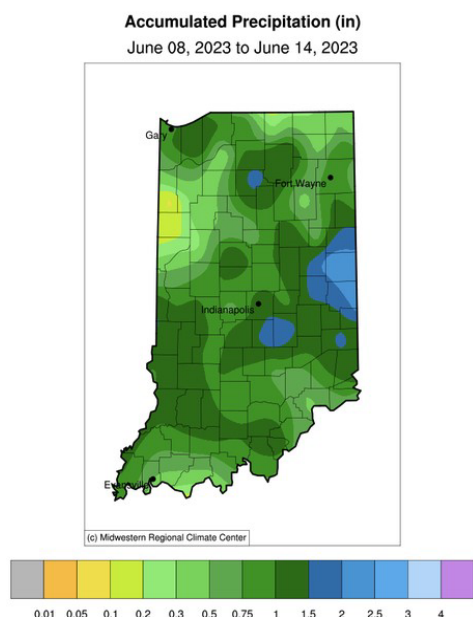 Accumulated Precipitation (in)
June 08, 2023 to June 14, 2023
Gary
Fort Wayne
Indianapolis
Evansville
(c) Midwestern Regional Climate Center
0.01 0.05 0.1 0.2 0.3 0.5 0.75 1 1.5 2 2.5 3 4